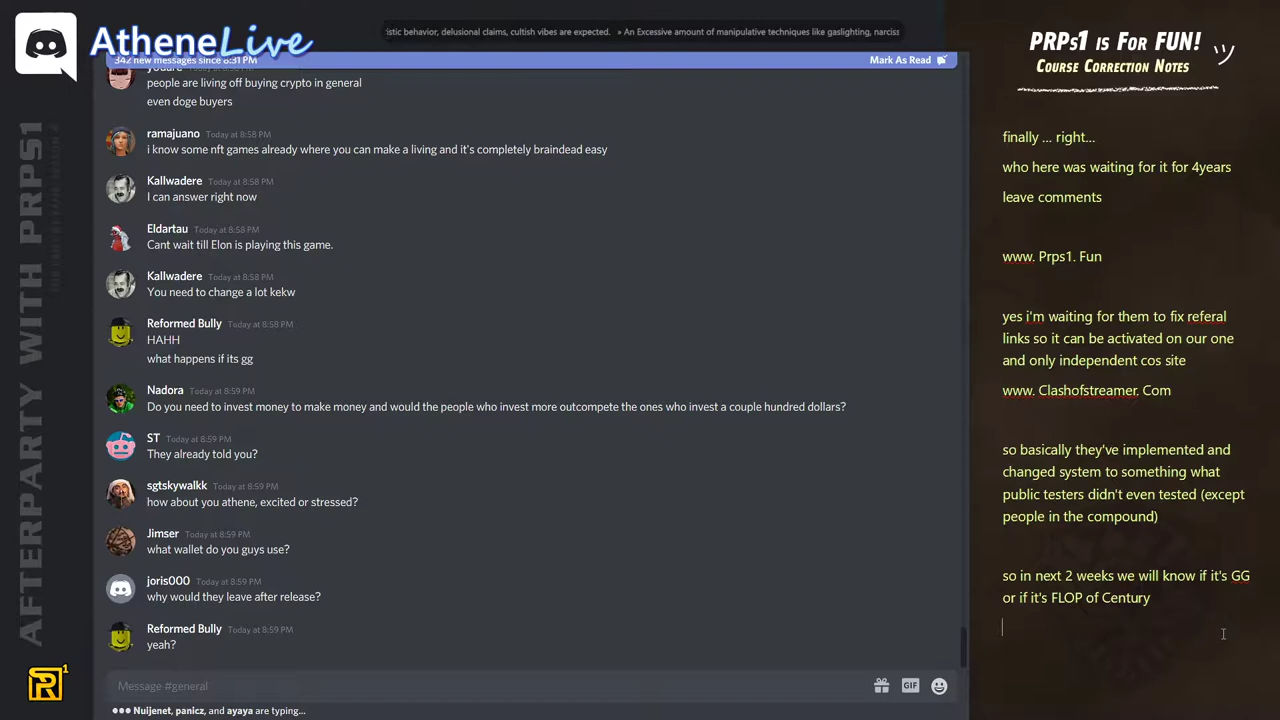 AtheneLive
istic behavior, delusional claims, cultish vibes are expected. » An Excessive amount of manipulative techniques like gaslighting, narciss
342 new messages since 8:31 PM
Mark As Read
people are living off buying crypto in general
even doge buyers
ramajuano Today at 8:58 PM
i know some nft games already where you can make a living and it's completely braindead easy
Kallwadere Today at 8:58 PM
I can answer right now
Eldartau Today at 8:58 PM
Cant wait till Elon is playing this game.
Kallwadere Today at 8:58 PM
You need to change a lot kekw
Reformed Bully Today at 8:58 PM
HAHH
what happens if its gg
Nadora Today at 8:59 PM
Do you need to invest money to make money and would the people who invest more outcompete the ones who invest a couple hundred dollars?
ST Today at 8:59 PM
They already told you?
sgtskywalkk Today at 8:59 PM
how about you athene, excited or stressed?
Jimser Today at 8:59 PM
what wallet do you guys use?
joris000 Today at 8:59 PM
why would they leave after release?
Reformed Bully Today at 8:59 PM
yeah?
Message #general
GIF
Nuijenet, panicz, and ayaya are typing...
AFTERPARTY WITH PRPS1
R1
PRPs1 is For FUN! ツ
Course Correction Notes
finally ... right...
who here was waiting for it for 4years
leave comments
www. Prps1. Fun
yes i'm waiting for them to fix referal
links so it can be activated on our one
and only independent cos site
www. Clashofstreamer. Com
so basically they've implemented and
changed system to something what
public testers didn't even tested (except
people in the compound)
so in next 2 weeks we will know if it's GG
or if it's FLOP of Century